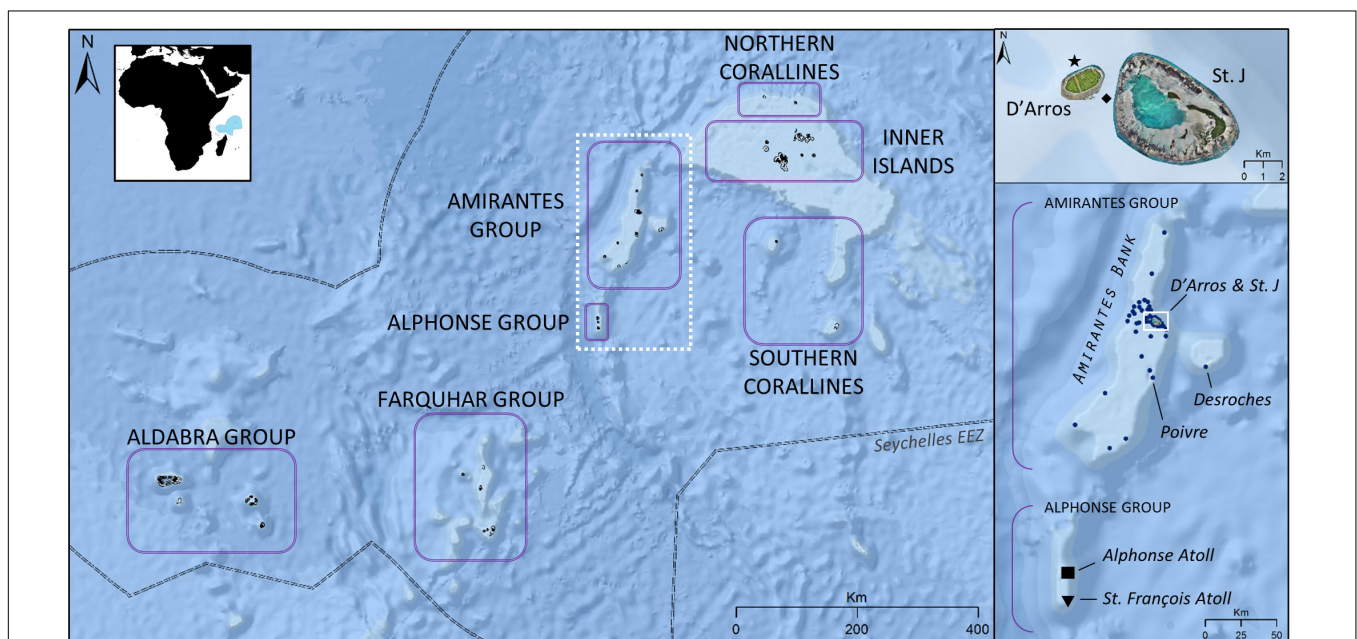 N
NORTHERN
CORALLINES
INNER
ISLANDS
AMIRANTES
GROUP
ALPHONSE GROUP
SOUTHERN
CORALLINES
FARQUHAR GROUP
ALDABRA GROUP
Seychelles EEZ
Km
0 200 400
N
D'Arros
St. J
Km
0 1 2
AMIRANTES GROUP
AMIRANTES BANK
D'Arros & St. J
Desroches
Poivre
ALPHONSE GROUP
Alphonse Atoll
St. François Atoll
Km
0 25 50